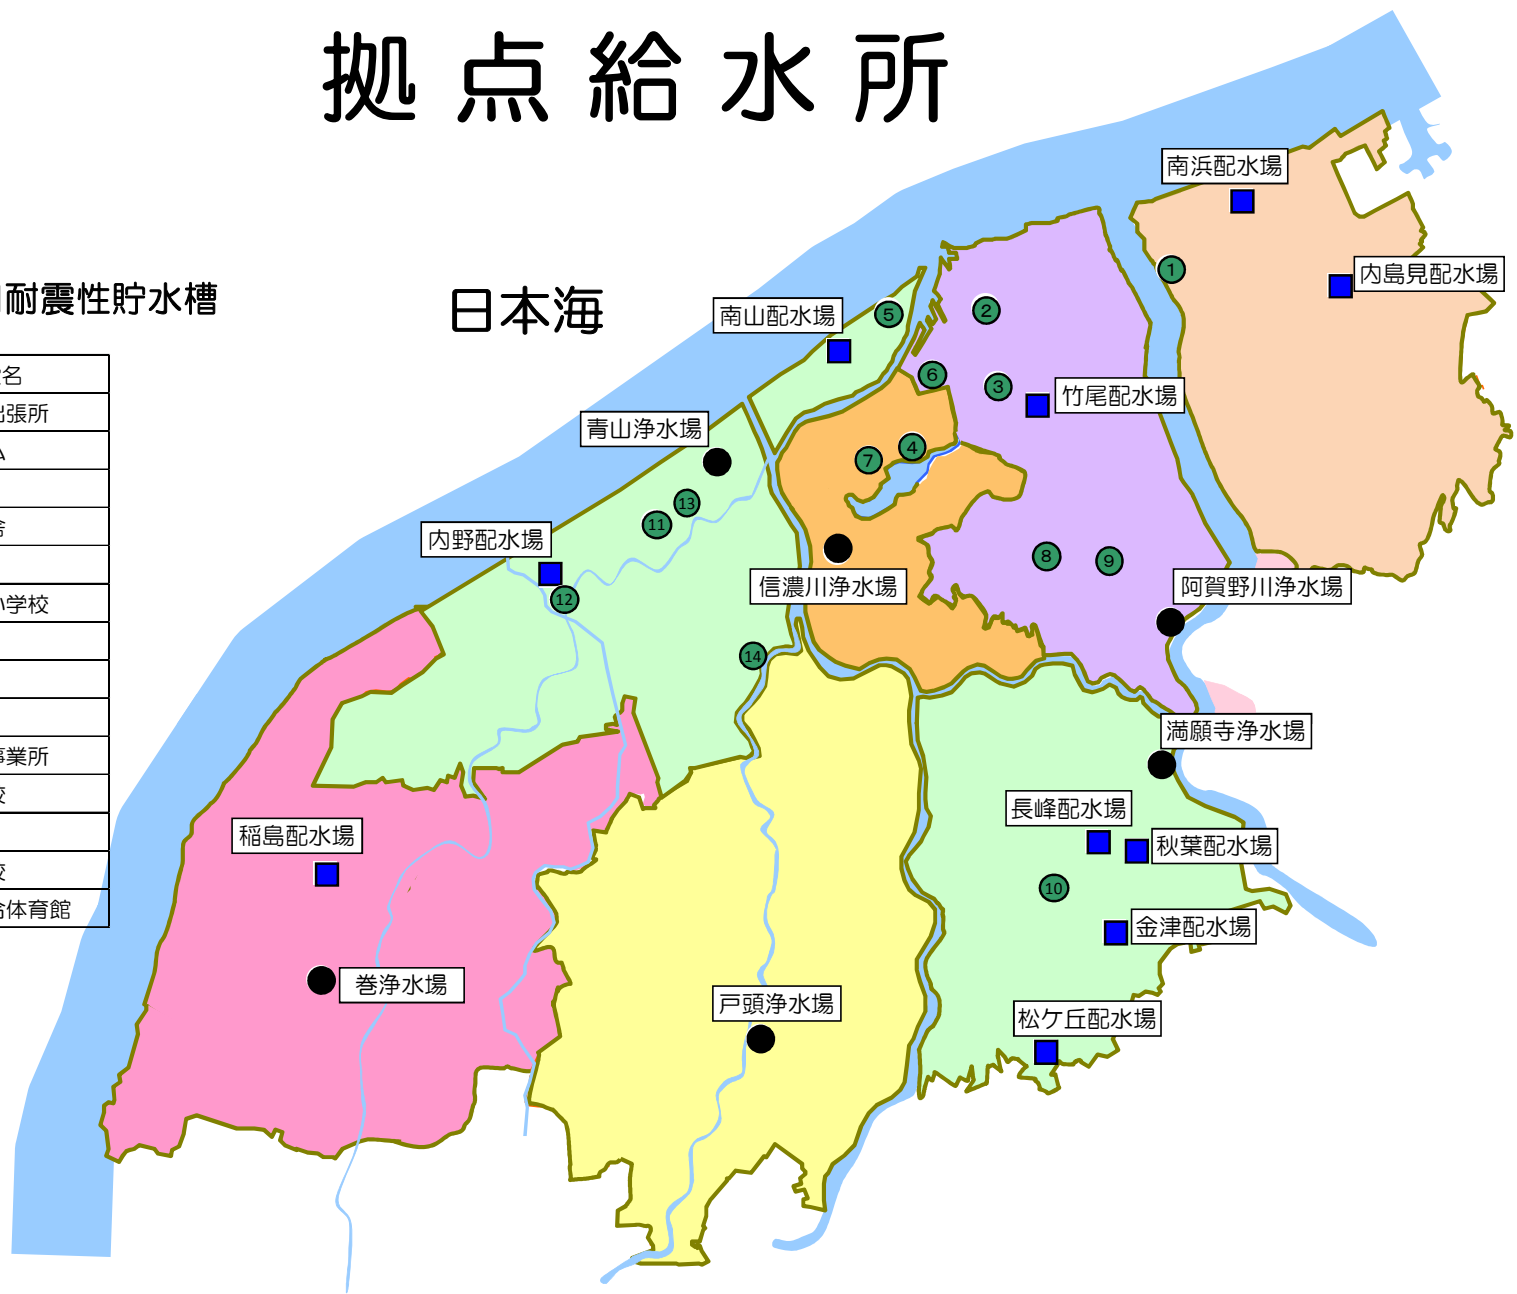 拠点給水所
南浜配水場
①
内島見配水場
耐震性貯水槽
日本海
南山配水場
⑤
②
名
⑥
③
竹尾配水場
出張所
青山浄水場
④
⑦
⑬
⑪
内野配水場
⑧
⑨
信濃川浄水場
阿賀野川浄水場
⑫
小学校
⑭
満願寺浄水場
事業所
校
長峰配水場
稲島配水場
秋葉配水場
校
⑩
合体育館
金津配水場
巻浄水場
戸頭浄水場
松ケ丘配水場